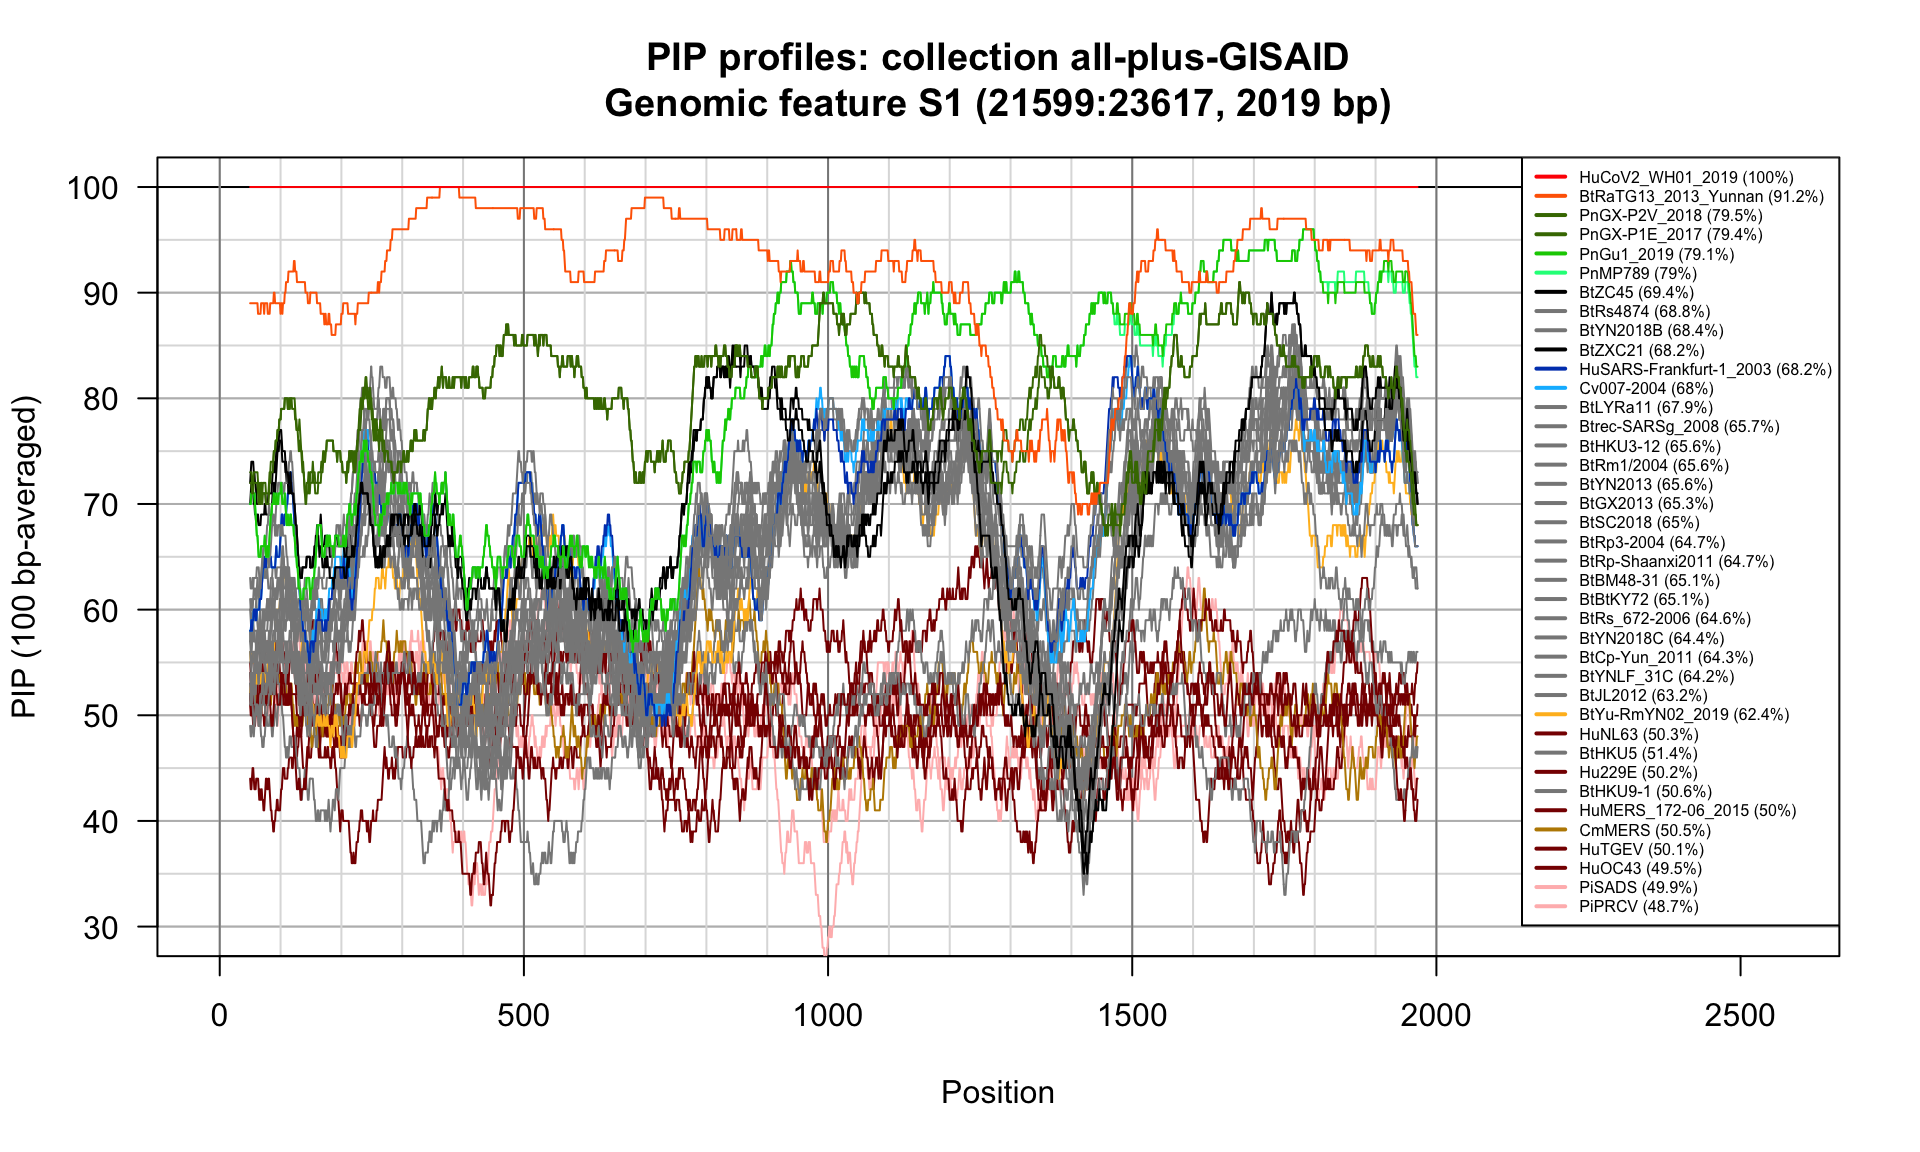 PIP profiles: collection all-plus-GISAID
Genomic feature S1 (21599:23617, 2019 bp)
PIP (100 bp-averaged)
100
90
80
70
60
50
40
30
HuCoV2_WH01_2019 (100%)
BtRaTG13_2013_Yunnan (91.2%)
PnGX-P2V_2018 (79.5%)
PnGX-P1E_2017 (79.4%)
PnGu1_2019 (79.1%)
PnMP789 (79%)
BtZC45 (69.4%)
BtRs4874 (68.8%)
BtYN2018B (68.4%)
BtZXC21 (68.2%)
HuSARS-Frankfurt-1_2003 (68.2%)
Cv007-2004 (68%)
BtLYRa11 (67.9%)
Btrec-SARSg_2008 (65.7%)
BtHKU3-12 (65.6%)
BtRm1/2004 (65.6%)
BtYN2013 (65.6%)
BtGX2013 (65.3%)
BtSC2018 (65%)
BtRp3-2004 (64.7%)
BtRp-Shaanxi2011 (64.7%)
BtBM48-31 (65.1%)
BtBtKY72 (65.1%)
BtRs_672-2006 (64.6%)
BtYN2018C (64.4%)
BtCp-Yun_2011 (64.3%)
BtYNLF_31C (64.2%)
BtJL2012 (63.2%)
BtYu-RmYN02_2019 (62.4%)
HuNL63 (50.3%)
BtHKU5 (51.4%)
Hu229E (50.2%)
BtHKU9-1 (50.6%)
HuMERS_172-06_2015 (50%)
CmMERS (50.5%)
HuTGEV (50.1%)
HuOC43 (49.5%)
PiSADS (49.9%)
PiPRCV (48.7%)
0 500 1000 1500 2000 2500
Position